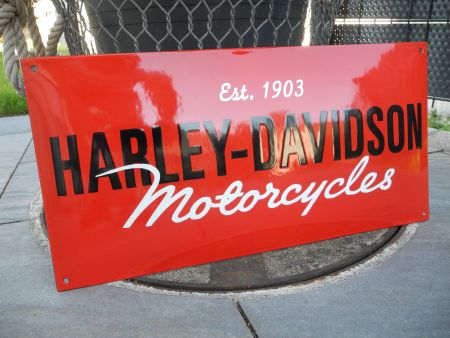 Est. 1903
HARLEY-DAVIDSON
Motorcycles